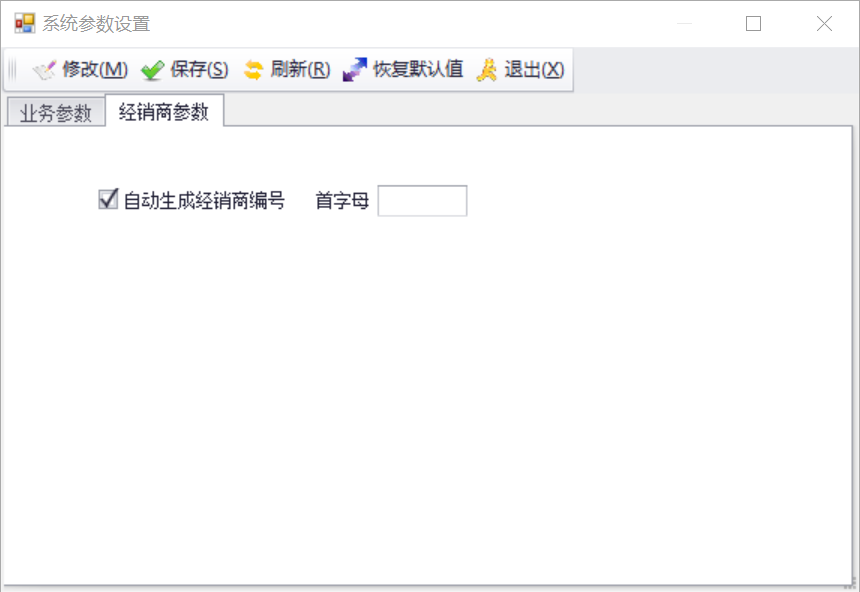 系统参数设置
修改(M) 保存(S) 刷新(R) 恢复默认值 退出(X)
业务参数 经销商参数
自动生成经销商编号 首字母